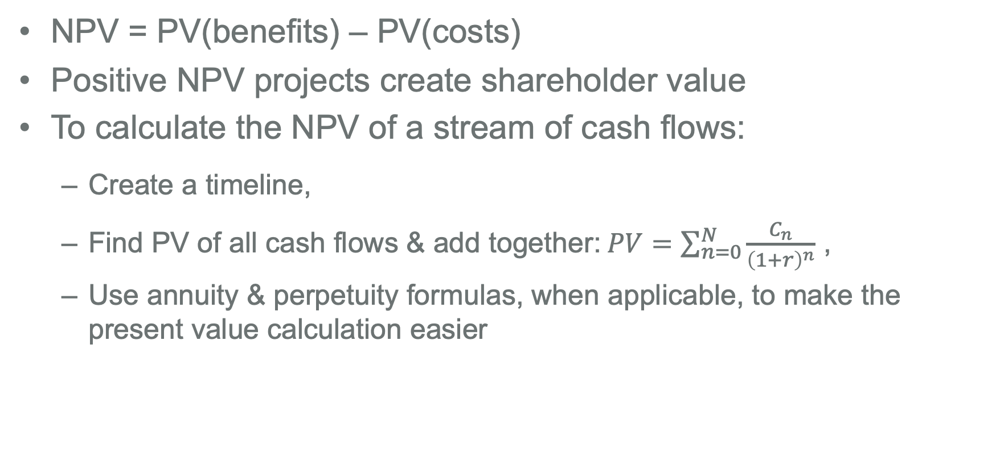 • NPV = PV(benefits) – PV(costs)
• Positive NPV projects create shareholder value
• To calculate the NPV of a stream of cash flows:
– Create a timeline,
– Find PV of all cash flows & add together: $PV = \sum_{n=0}^{N} \frac{C_n}{(1+r)^n}$ ,
– Use annuity & perpetuity formulas, when applicable, to make the
present value calculation easier